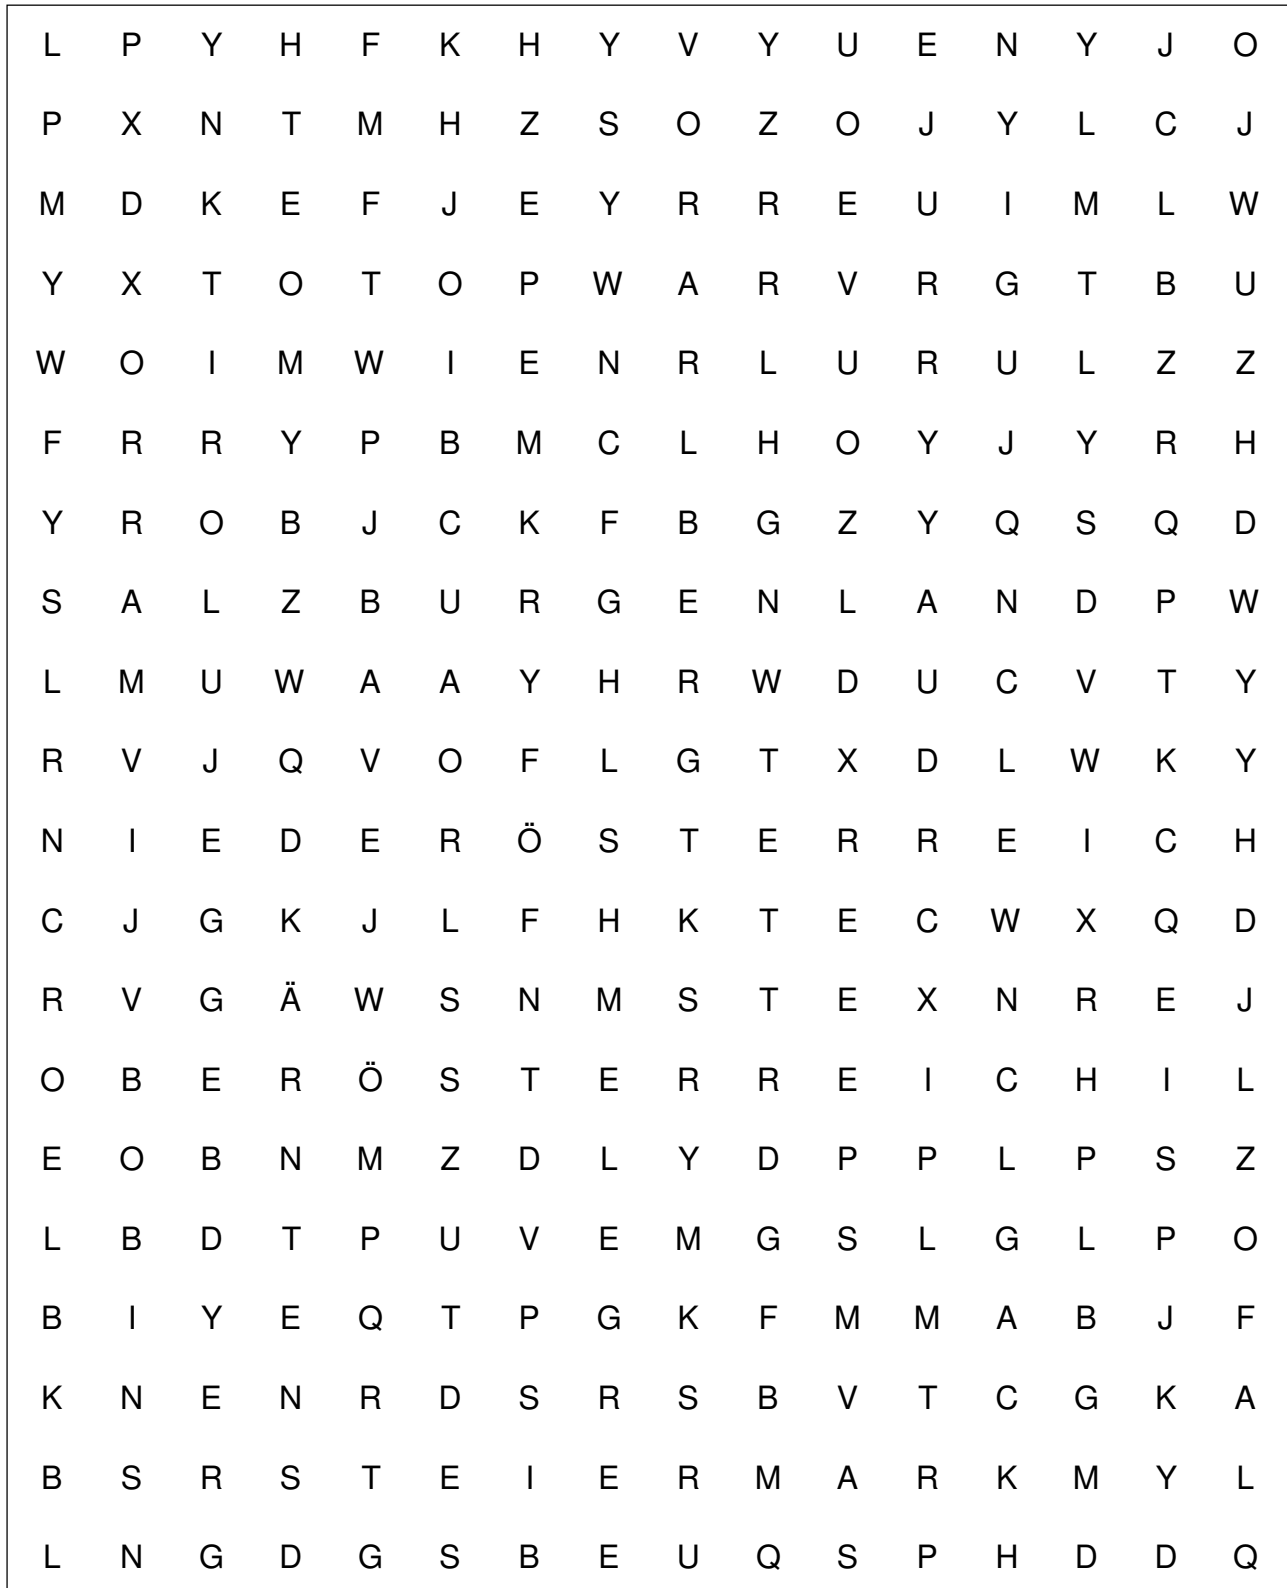 L P Y H F K H Y V Y U E N Y J O
P X N T M H Z S O Z O J Y L C J
M D K E F J E Y R R E U I M L W
Y X T O T O P W A R V R G T B U
W O I M W I E N R L U R U L Z Z
F R R Y P B M C L H O Y J Y R H
Y R O B J C K F B G Z Y Q S Q D
S A L Z B U R G E N L A N D P W
L M U W A A Y H R W D U C V T Y
R V J Q V O F L G T X D L W K Y
N I E D E R Ö S T E R R E I C H
C J G K J L F H K T E C W X Q D
R V G Ä W S N M S T E X N R E J
O B E R Ö S T E R R E I C H I L
E O B N M Z D L Y D P P L P S Z
L B D T P U V E M G S L G L P O
B I Y E Q T P G K F M M A B J F
K N E N R D S R S B V T C G K A
B S R S T E I E R M A R K M Y L
L N G D G S B E U Q S P H D D Q